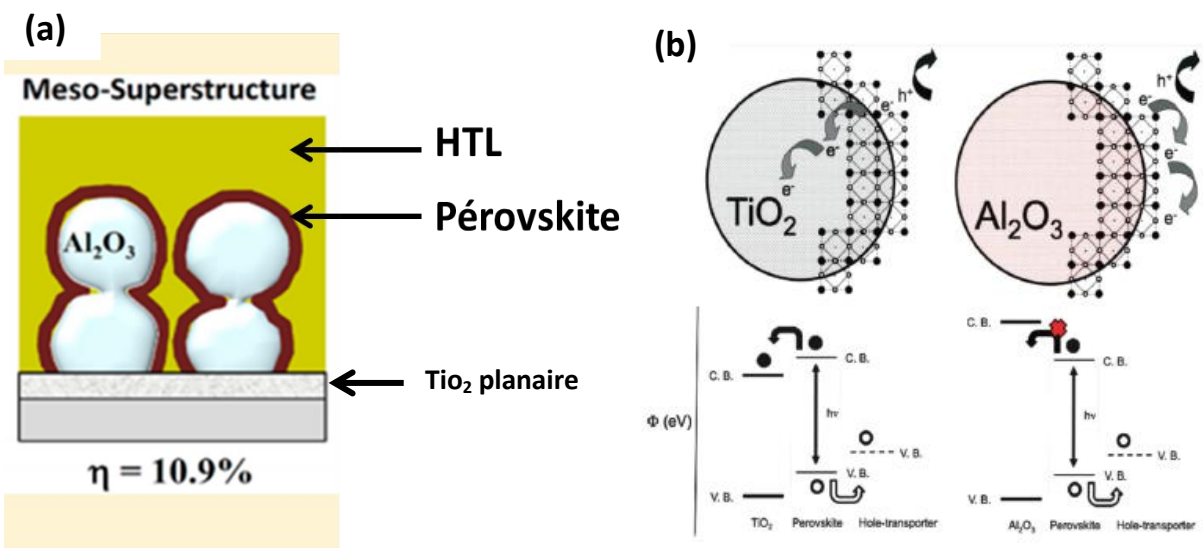 (a)
Meso-Superstructure
HTL
Pérovskite
Al2O3
Tio2 planaire
η = 10.9%
(b)
h+
e-
e-
e-
TiO2
h+
e-
e-
e-
Al2O3
Φ (eV)
C. B.
C. B.
hν
V. B.
V. B.
V. B.
TiO2 Perovskite Hole-transporter
C. B.
C. B.
hν
V. B.
V. B.
V. B.
Al2O3 Perovskite Hole-transporter